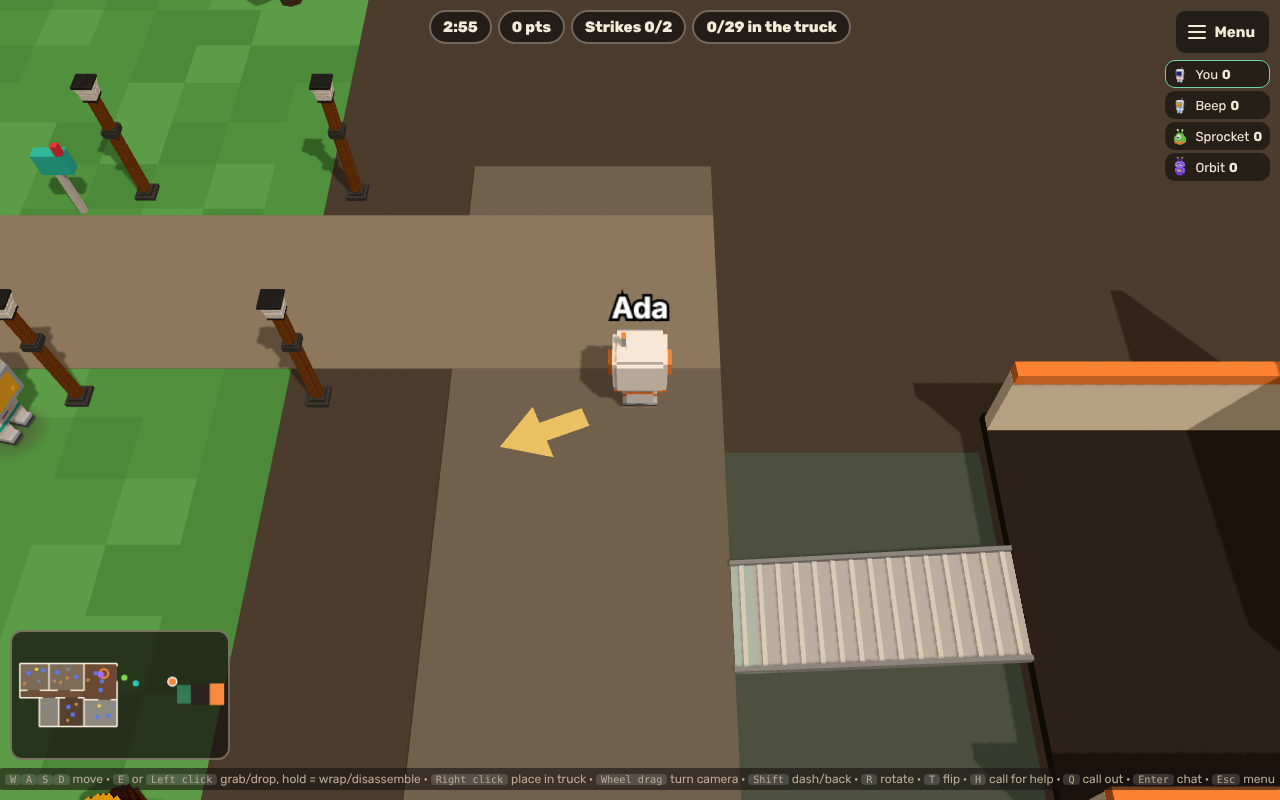 2:55
0 pts
Strikes 0/2
0/29 in the truck
Menu
You 0
Beep 0
Sprocket 0
Orbit 0
Ada
W A S D move • E or Left click grab/drop, hold = wrap/disassemble • Right click place in truck • Wheel drag turn camera • Shift dash/back • R rotate • T flip • H call for help • Q call out • Enter chat • Esc menu